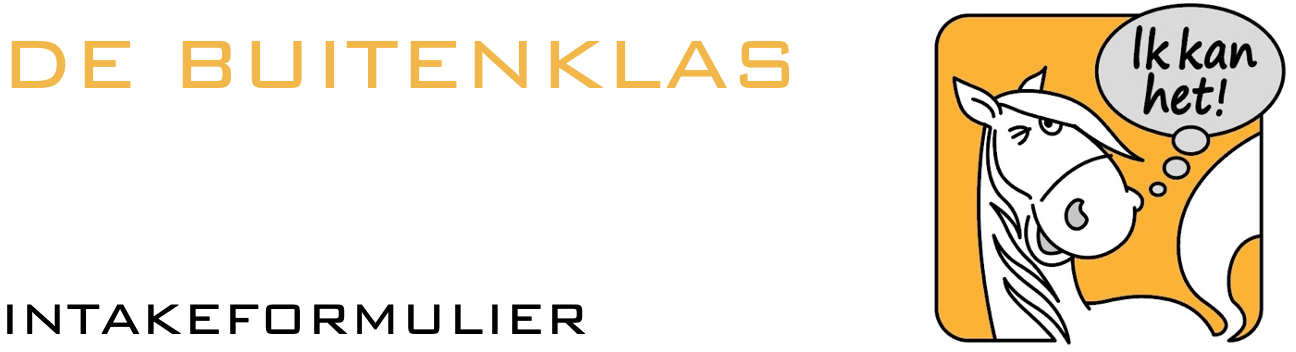 DE BUITENKLAS
Ik kan
het!
INTAKEFORMULIER